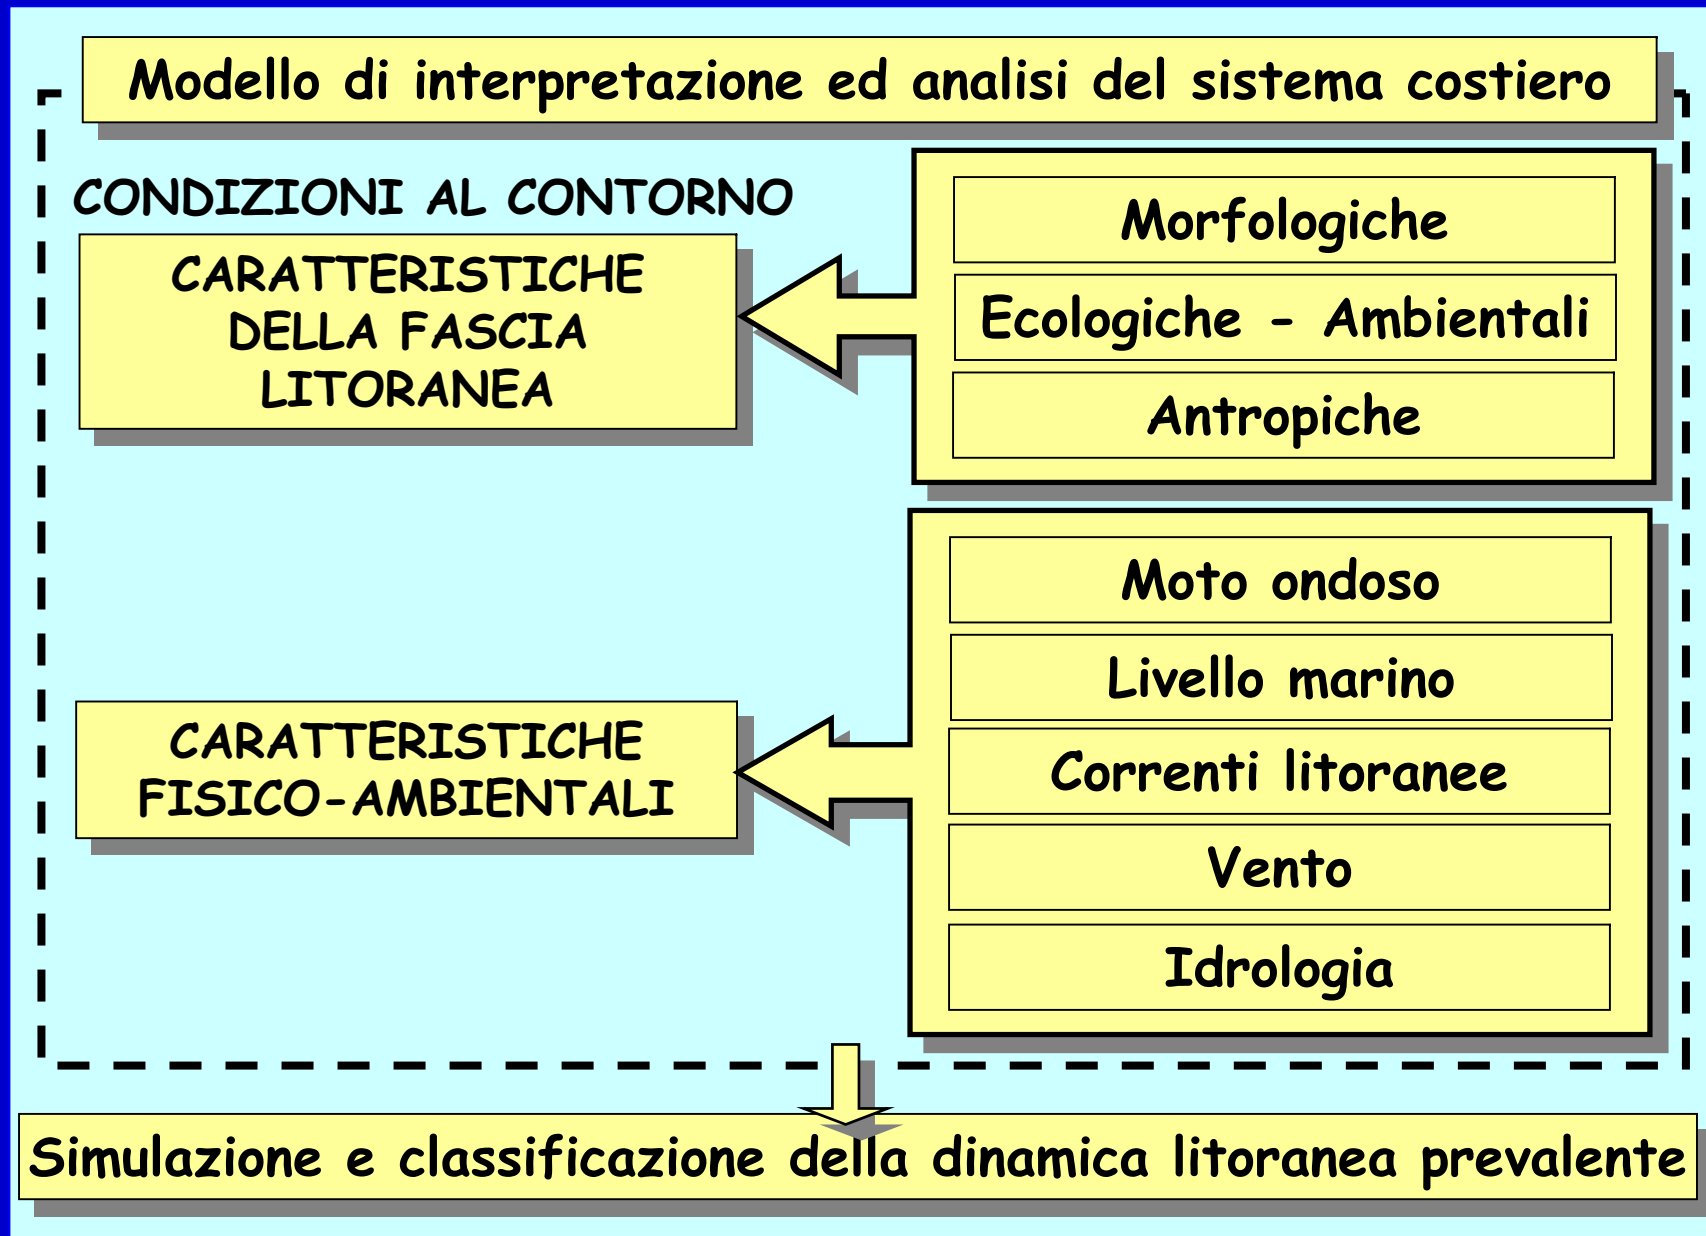 Modello di interpretazione ed analisi del sistema costiero
CONDIZIONI AL CONTORNO
CARATTERISTICHE
DELLA FASCIA
LITORANEA
Morfologiche
Ecologiche - Ambientali
Antropiche
CARATTERISTICHE
FISICO-AMBIENTALI
Moto ondoso
Livello marino
Correnti litoranee
Vento
Idrologia
Simulazione e classificazione della dinamica litoranea prevalente